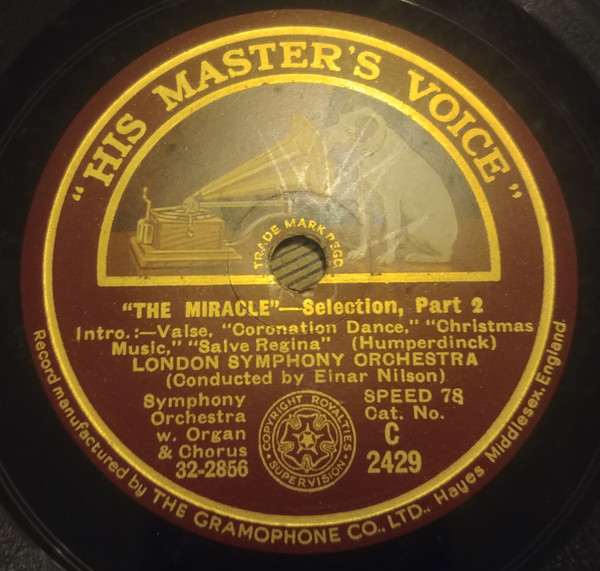 "HIS MASTER'S VOICE"
TRADE MARK REGD
"THE MIRACLE"—Selection, Part 2
Intro.:—Valse, "Coronation Dance," "Christmas
Music," "Salve Regina" (Humperdinck)
LONDON SYMPHONY ORCHESTRA
(Conducted by Einar Nilson)
Symphony
Orchestra
w. Organ
& Chorus
32-2856
COPYRIGHT ROYALTIES
SUPERVISION
SPEED 78
Cat. No.
C
2429
Record manufactured by THE GRAMOPHONE CO., LTD., Hayes, Middlesex, England.